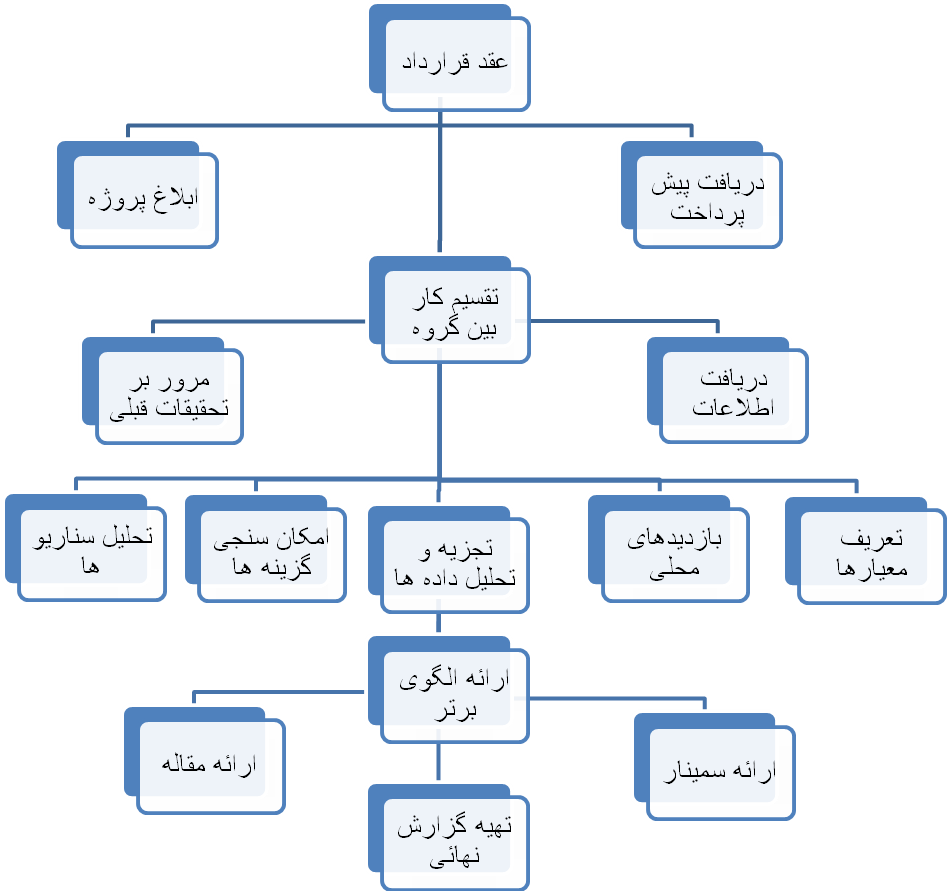 عقد قرارداد
دریافت پیش
پرداخت
ابلاغ پروژه
تقسیم کار
بین گروه
دریافت
اطلاعات
مرور بر
تحقیقات قبلی
تعریف
معیارها
بازدیدهای
محلی
تجزیه و
تحلیل داده ها
امکان سنجی
گزینه ها
تحلیل سناریو
ها
ارائه الگوی
برتر
ارائه سمینار
ارائه مقاله
تهیه گزارش
نهائی